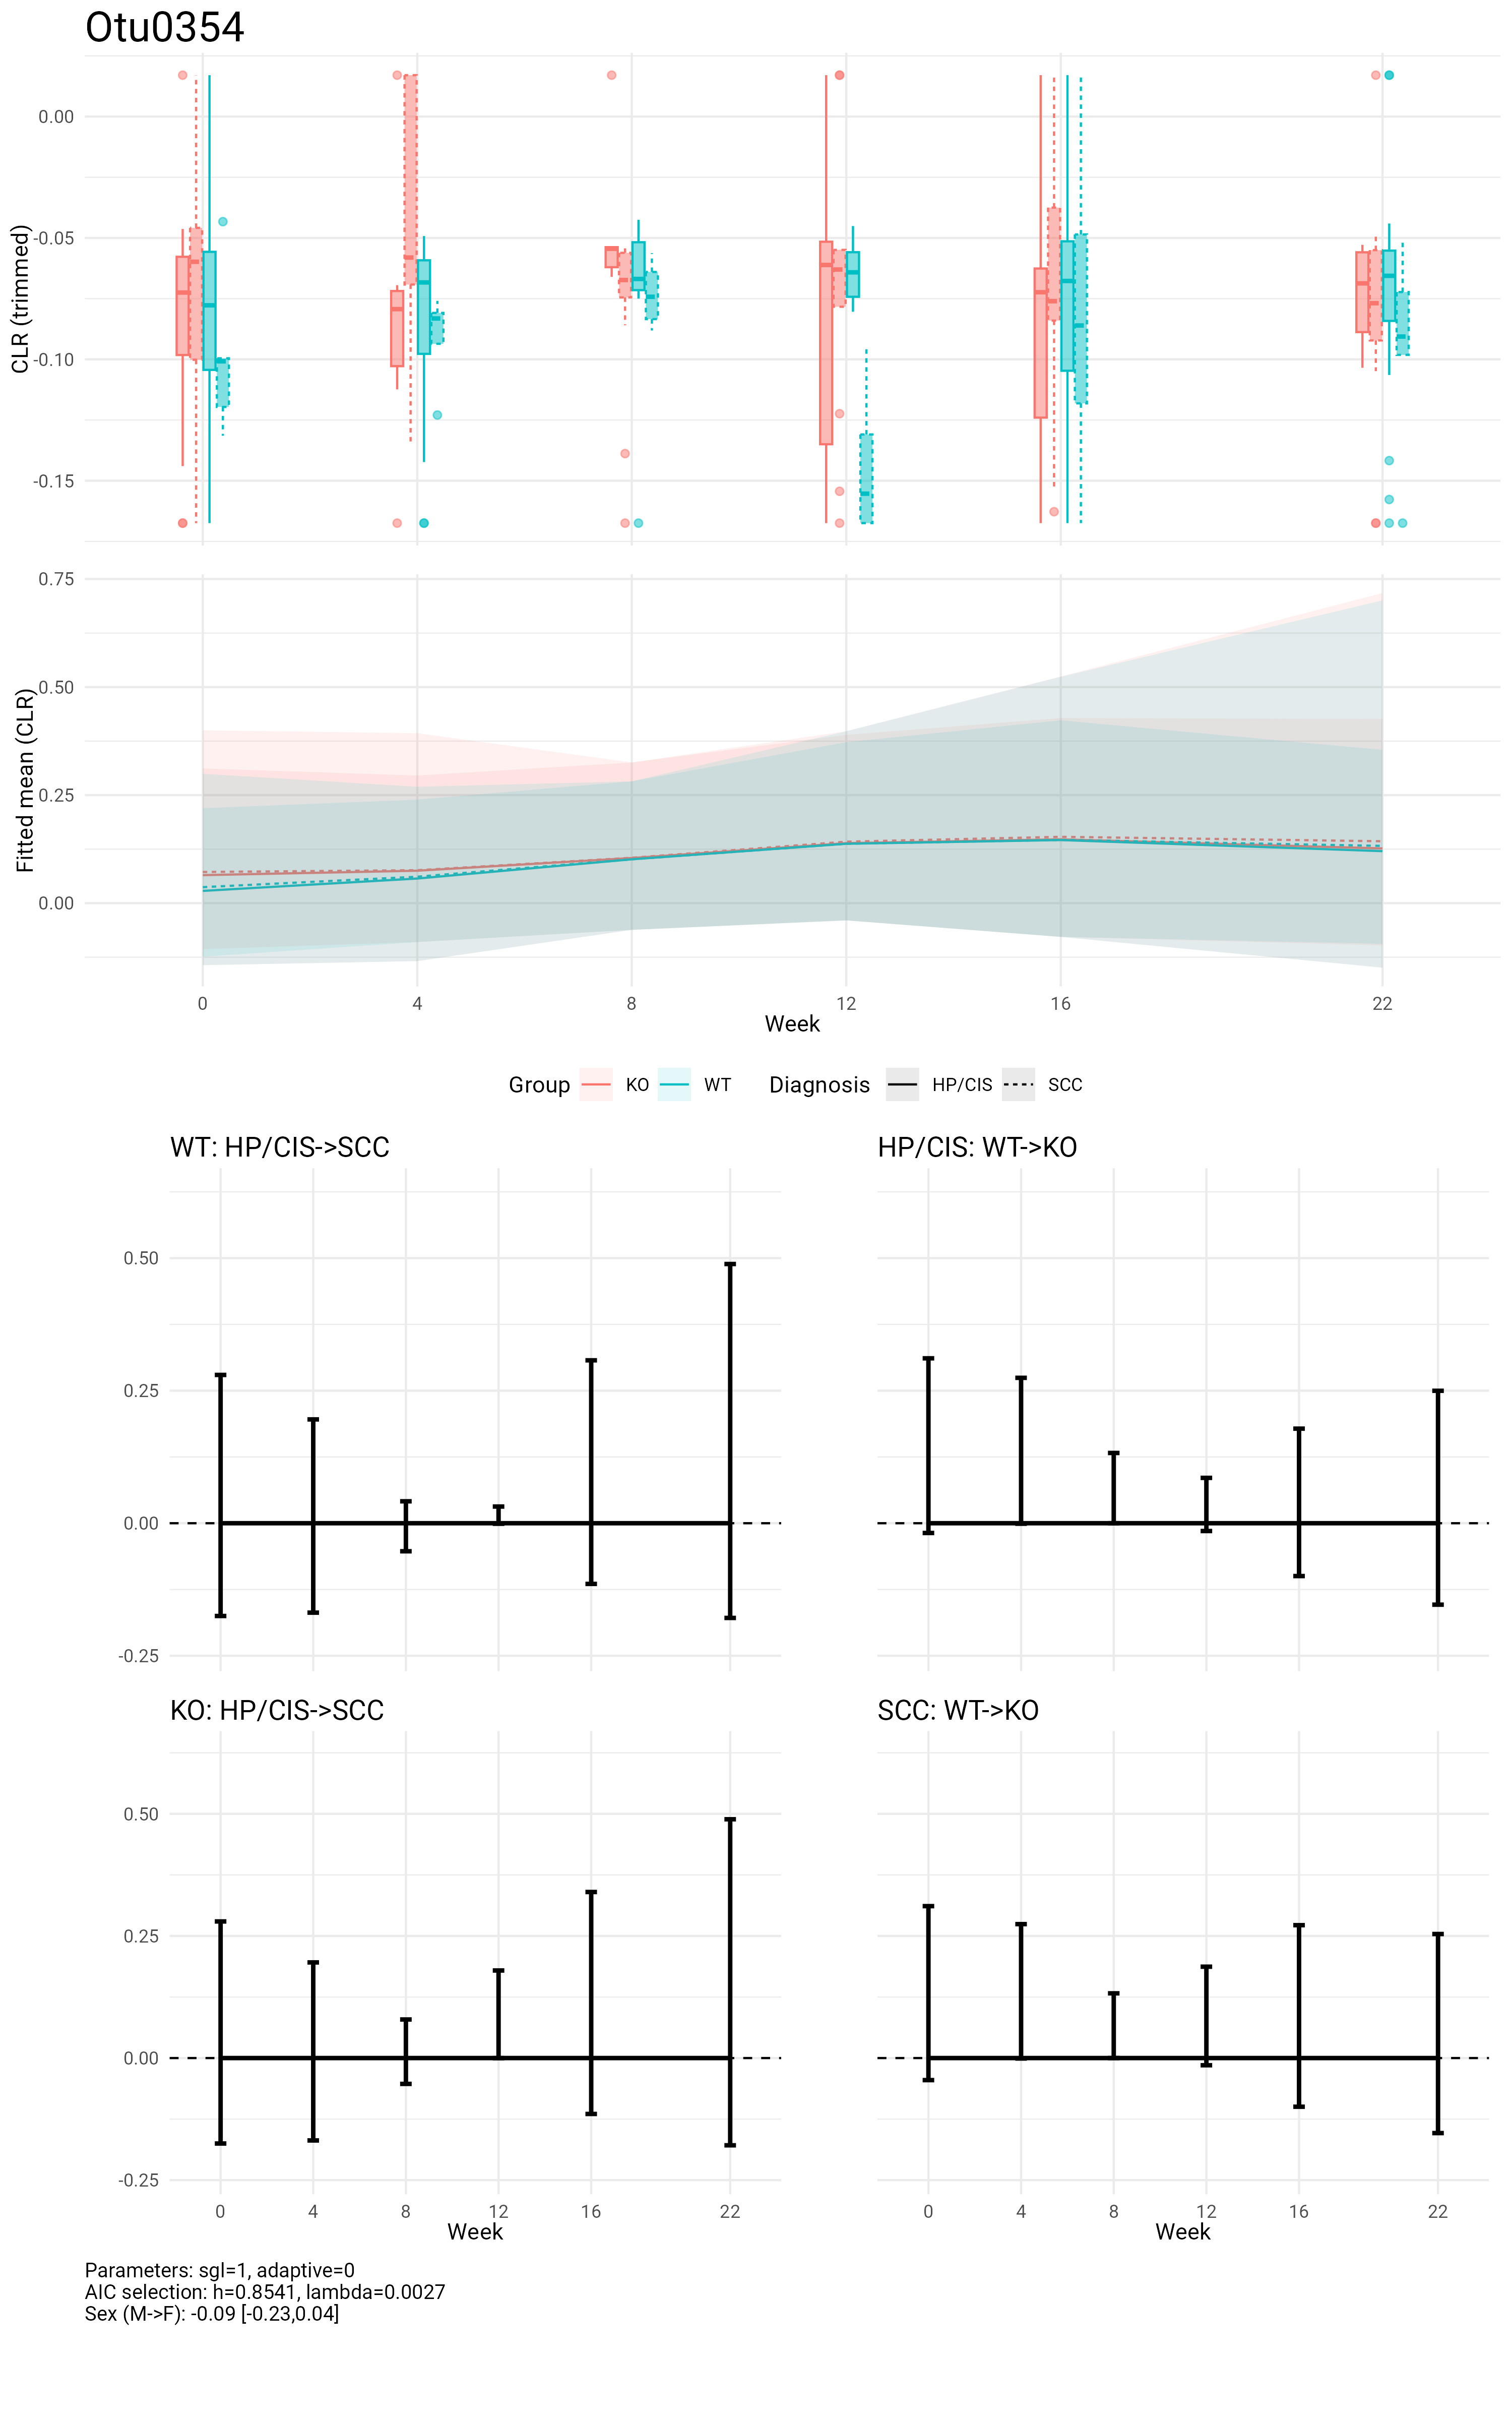 Otu0354
CLR (trimmed)
0.00
-0.05
-0.10
-0.15
Fitted mean (CLR)
0.75
0.50
0.25
0.00
0 4 8 12 16 22
Week
Group KO WT Diagnosis HP/CIS SCC
WT: HP/CIS->SCC HP/CIS: WT->KO
0.50
0.25
0.00
-0.25
KO: HP/CIS->SCC SCC: WT->KO
0.50
0.25
0.00
-0.25
0 4 8 12 16 22 0 4 8 12 16 22
Week Week
Parameters: sgl=1, adaptive=0
AIC selection: h=0.8541, lambda=0.0027
Sex (M->F): -0.09 [-0.23,0.04]